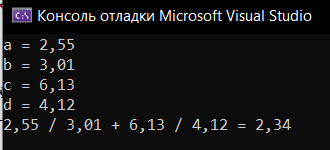 Консоль отладки Microsoft Visual Studio
a = 2,55
b = 3,01
c = 6,13
d = 4,12
2,55 / 3,01 + 6,13 / 4,12 = 2,34